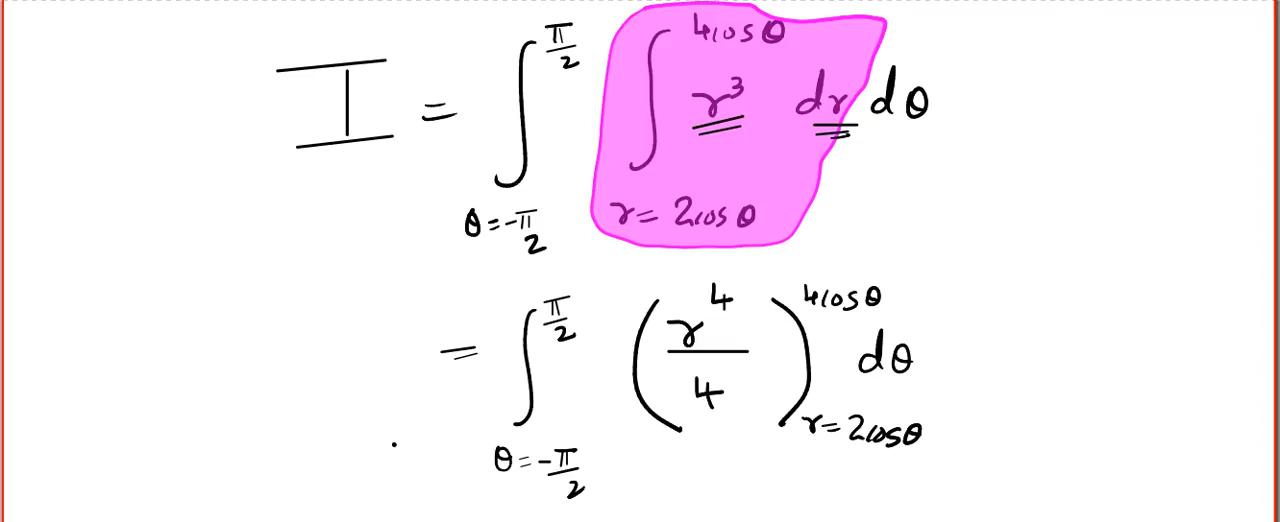 I = ∫_{θ=-π/2}^{π/2} ∫_{r=2cosθ}^{4cosθ} r³ dr dθ
= ∫_{θ=-π/2}^{π/2} (r⁴/4)_{r=2cosθ}^{4cosθ} dθ